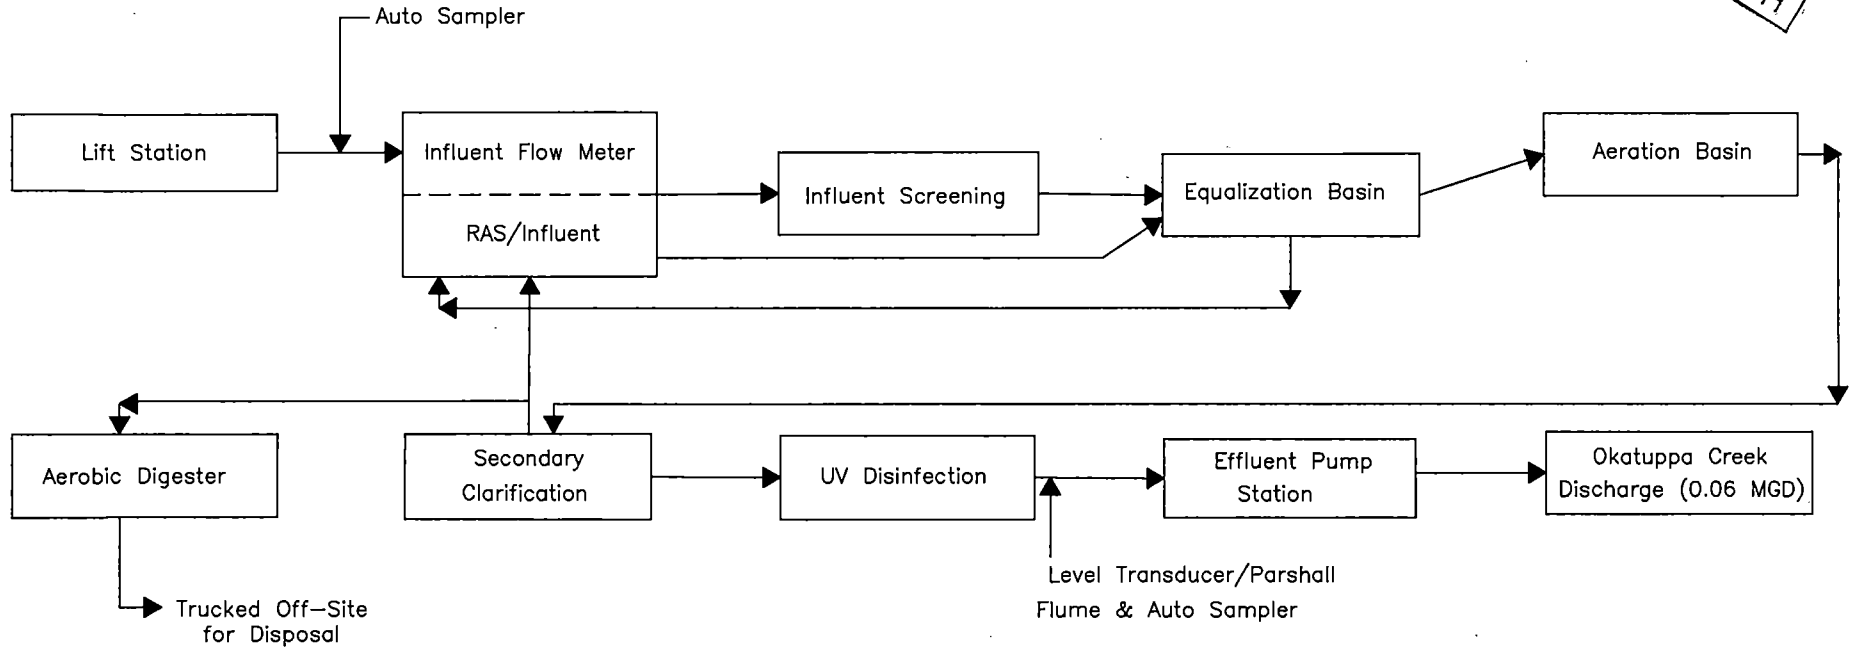 Auto Sampler
Lift Station
Influent Flow Meter
RAS/Influent
Influent Screening
Equalization Basin
Aeration Basin
Aerobic Digester
Secondary
Clarification
UV Disinfection
Effluent Pump
Station
Okatuppa Creek
Discharge (0.06 MGD)
Level Transducer/Parshall
Flume & Auto Sampler
Trucked Off-Site
for Disposal